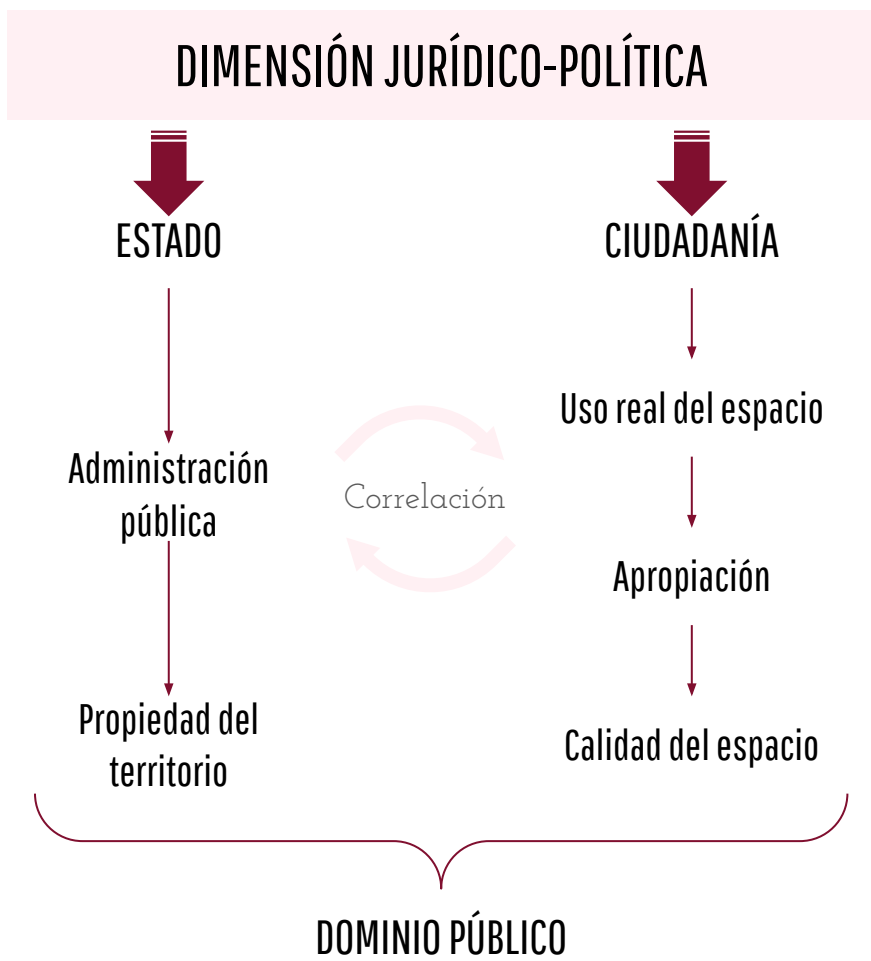 DIMENSIÓN JURÍDICO-POLÍTICA
ESTADO
Administración
pública
Propiedad del
territorio
Correlación
CIUDADANÍA
Uso real del espacio
Apropiación
Calidad del espacio
DOMINIO PÚBLICO